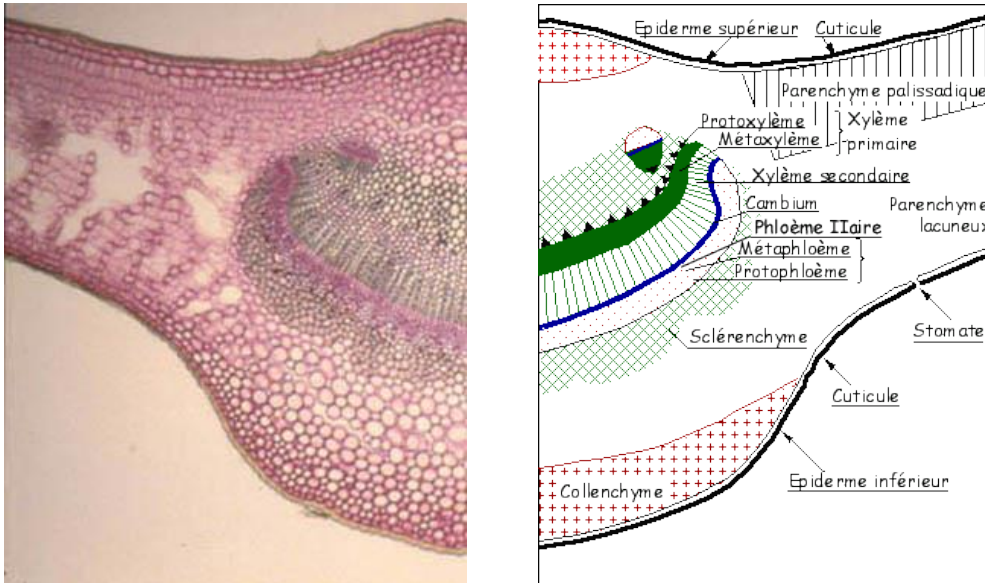 Epiderme supérieur
Cuticule
Parenchyme palissadique
Protoxylème
Métaxylème
Xylème
primaire
Xylème secondaire
Cambium
Parenchyme
lacuneux
Phloème IIaire
Métaphloème
Protophloème
Stomate
Sclérenchyme
Cuticule
Epiderme inférieur
Collenchyme